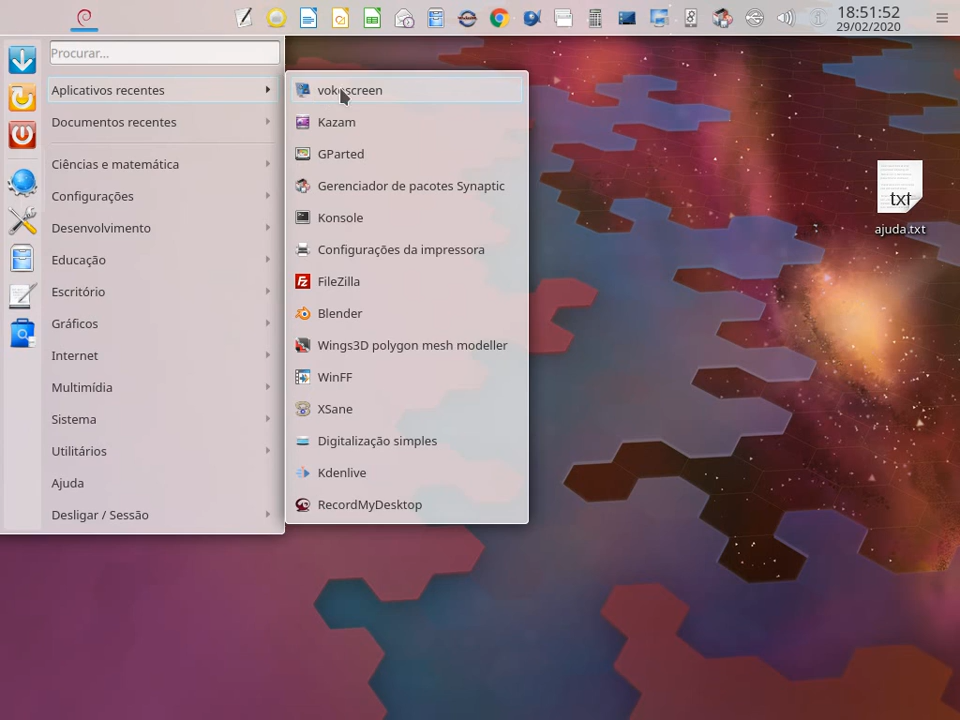 18:51:52
29/02/2020
Procurar...
Aplicativos recentes
Documentos recentes
Ciências e matemática
Configurações
Desenvolvimento
Educação
Escritório
Gráficos
Internet
Multimídia
Sistema
Utilitários
Ajuda
Desligar / Sessão
vokoscreen
Kazam
GParted
Gerenciador de pacotes Synaptic
Konsole
Configurações da impressora
Fz FileZilla
Blender
Wings3D polygon mesh modeller
WinFF
XSane
Digitalização simples
Kdenlive
RecordMyDesktop
txt
ajuda.txt